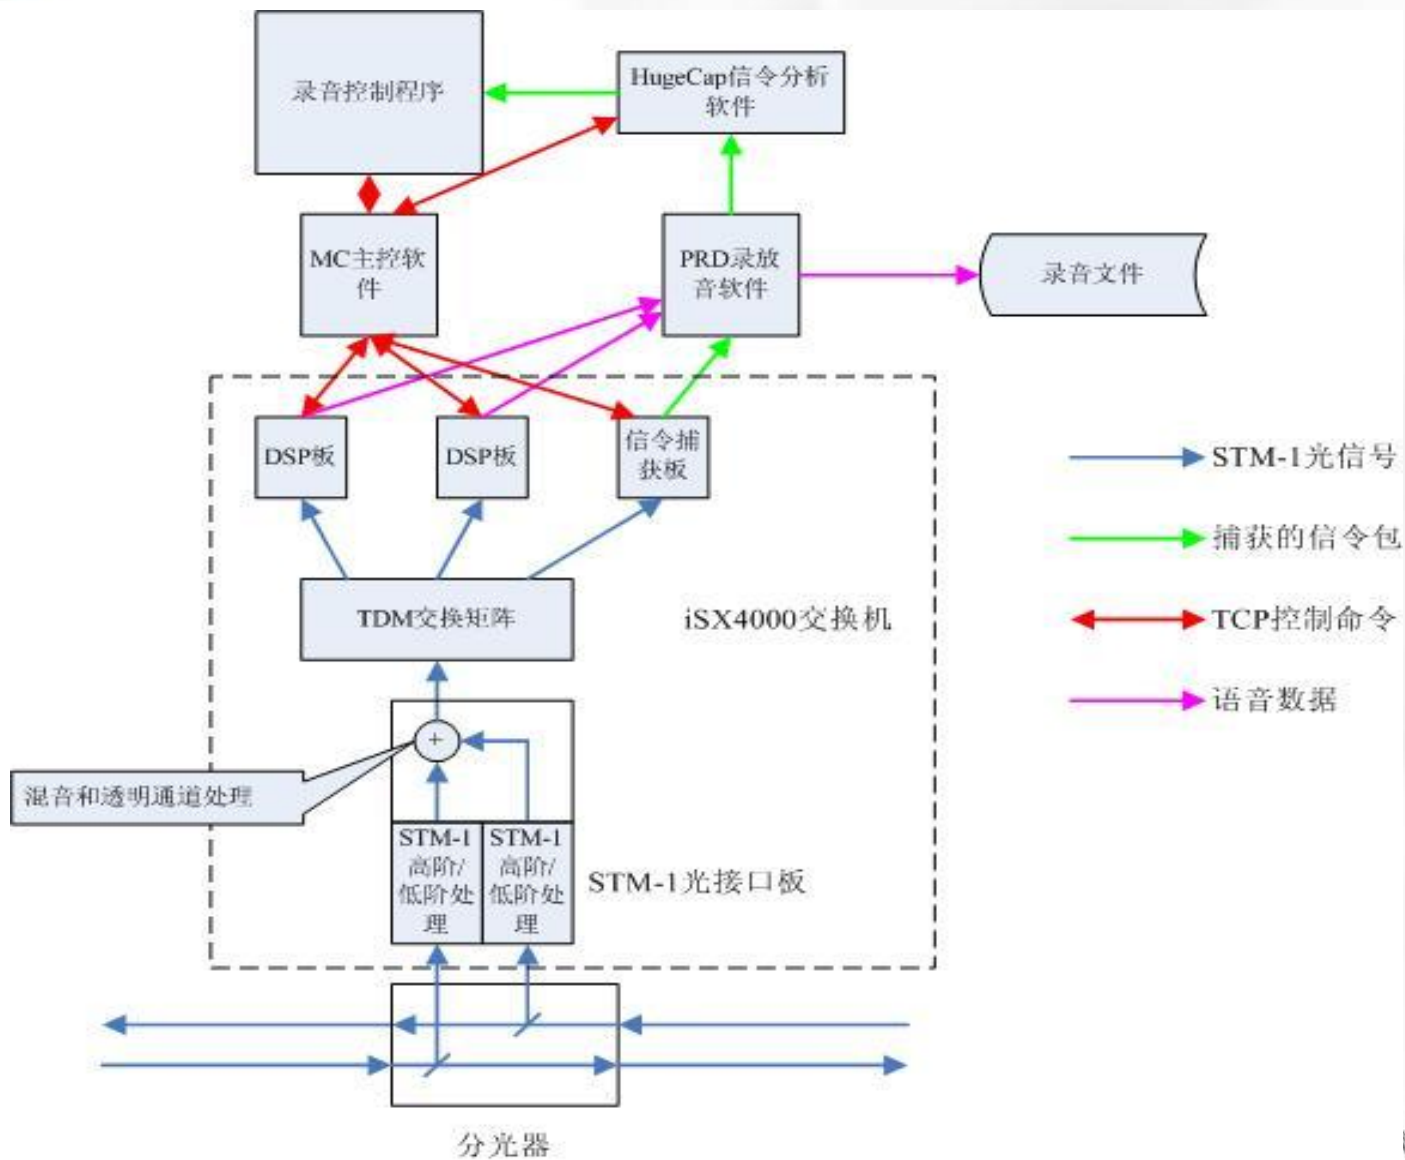 录音控制程序
HugeCap信令分析
软件
MC主控软
件
PRD录放
音软件
录音文件
DSP板
DSP板
信令捕
获板
STM-1光信号
捕获的信令包
TCP控制命令
语音数据
TDM交换矩阵
iSX4000交换机
+
混音和透明通道处理
STM-1
高阶/
低阶处
理
STM-1
高阶/
低阶处
理
STM-1光接口板
分光器